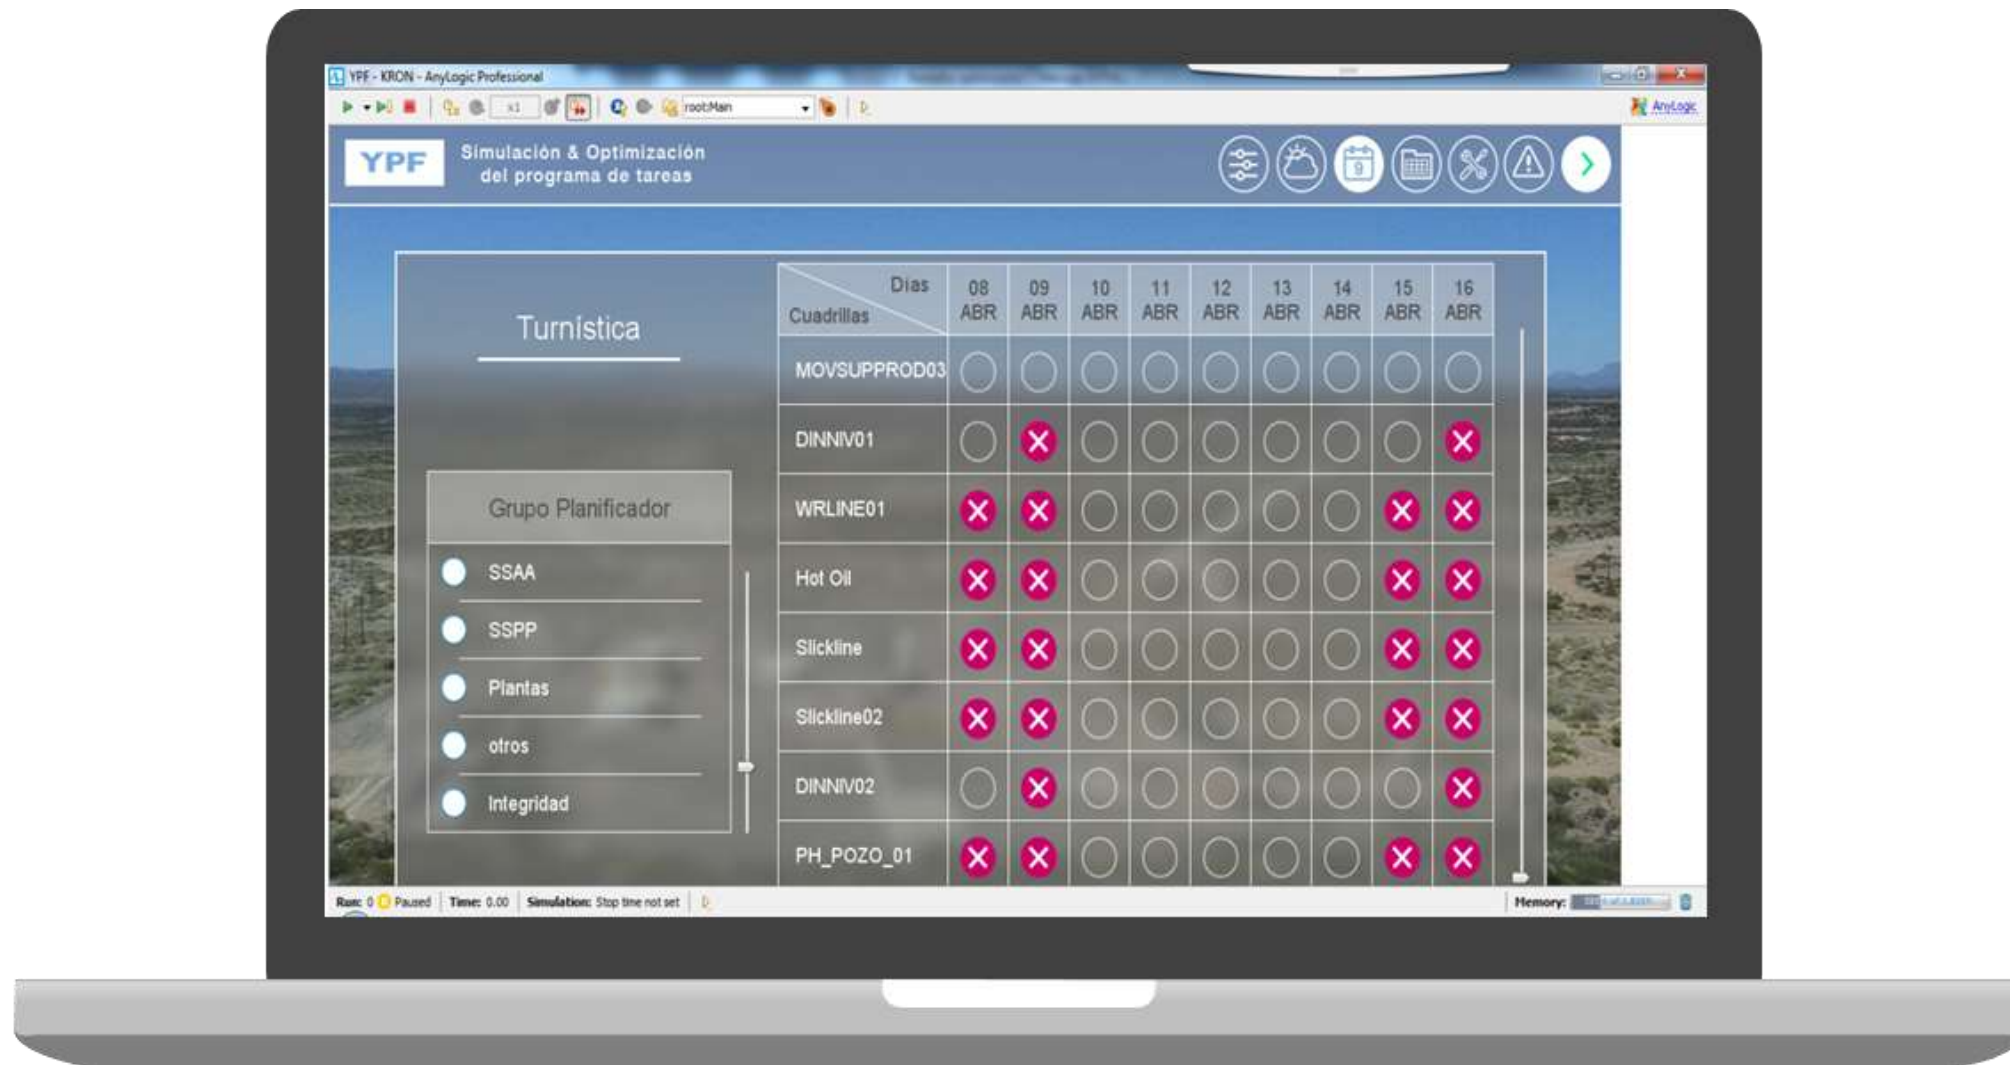 YPF - KRON - AnyLogic Professional
x1
root:Main
AnyLogic
YPF
Simulación & Optimización
del programa de tareas
9
Turnística
Grupo Planificador
SSAA
SSPP
Plantas
otros
Integridad
Días
Cuadrillas
08 ABR
09 ABR
10 ABR
11 ABR
12 ABR
13 ABR
14 ABR
15 ABR
16 ABR
MOVSUPPROD03
DINNIV01
WRLINE01
Hot Oil
Slickline
Slickline02
DINNIV02
PH_POZO_01
Run: 0 Paused Time: 0.00 Simulation: Stop time not set
Memory: